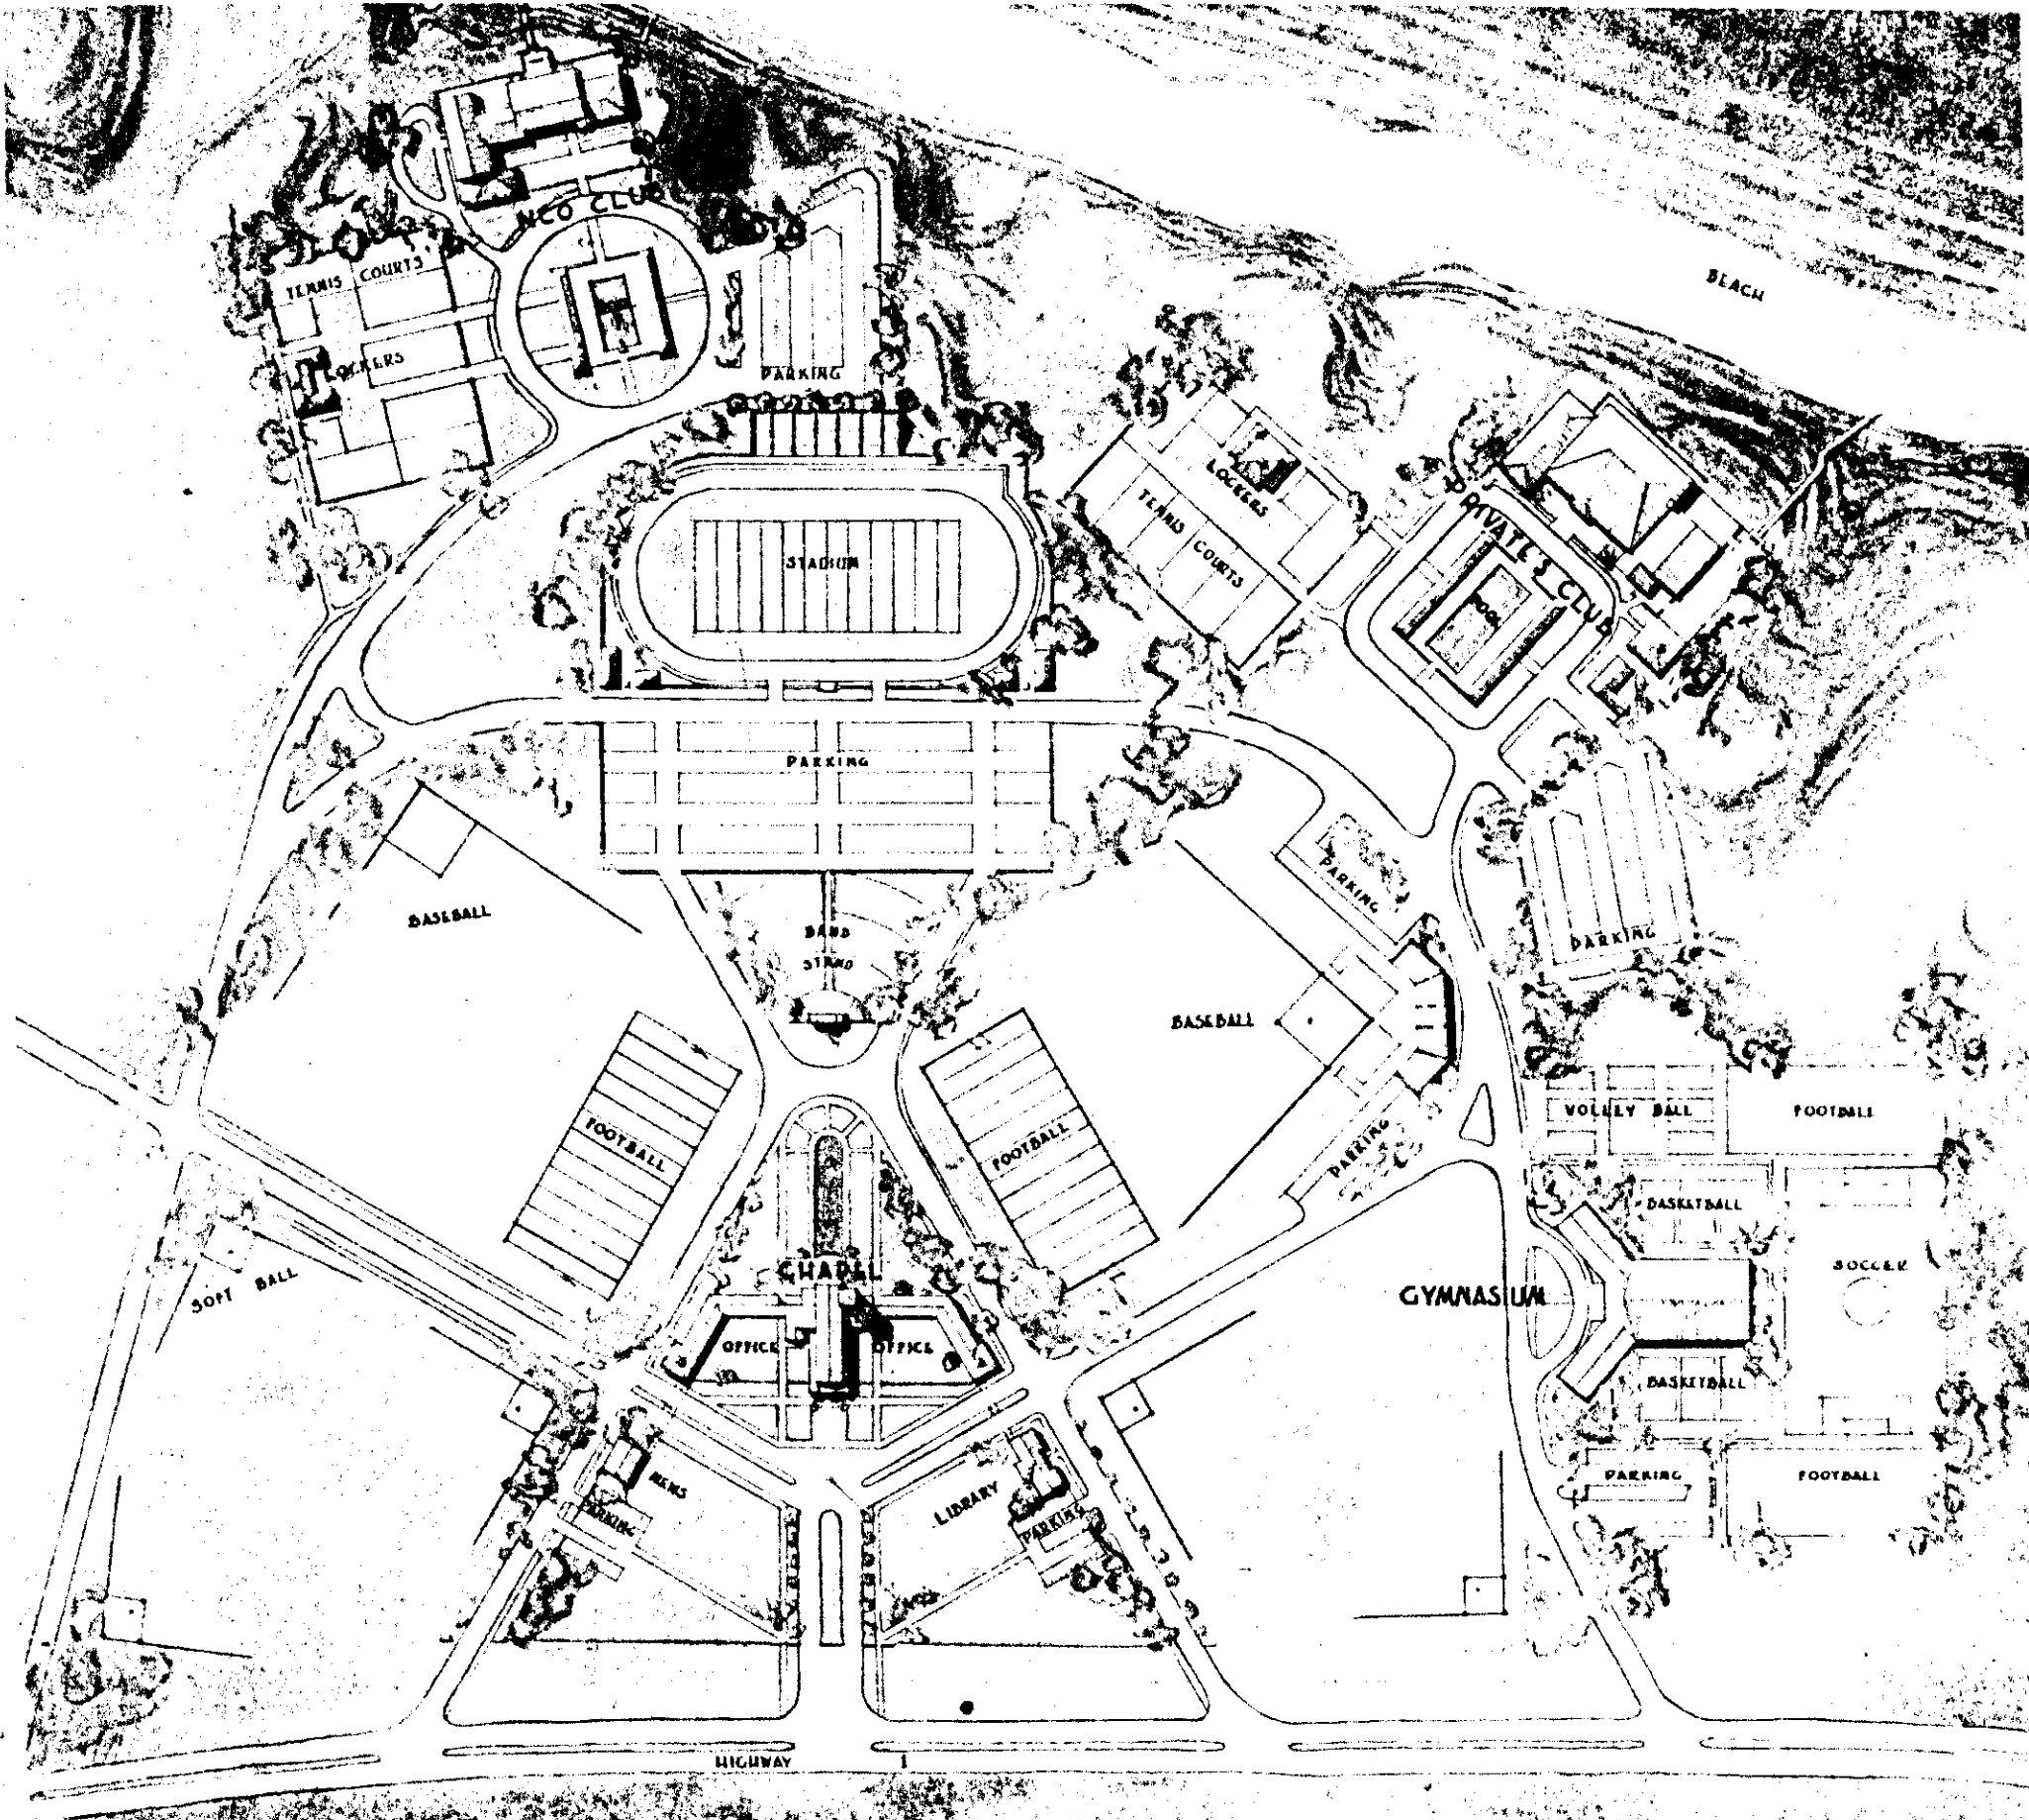 NCO CLUB
TENNIS COURTS
BEACH
LOCKERS
PARKING
LOCKERS
TENNIS COURTS
PRIVATE'S CLUB
STADIUM
POOL
PARKING
PARKING
BASEBALL
BAND
STAND
PARKING
BASEBALL
FOOTBALL
FOOTBALL
VOLLEY BALL
FOOTBALL
PARKING
BASKETBALL
SOFT BALL
CHAPEL
SOCCER
GYMNASIUM
OFFICE
OFFICE
BASKETBALL
NEWS
LIBRARY
PARKING
FOOTBALL
PARKING
PARKING
HIGHWAY 1